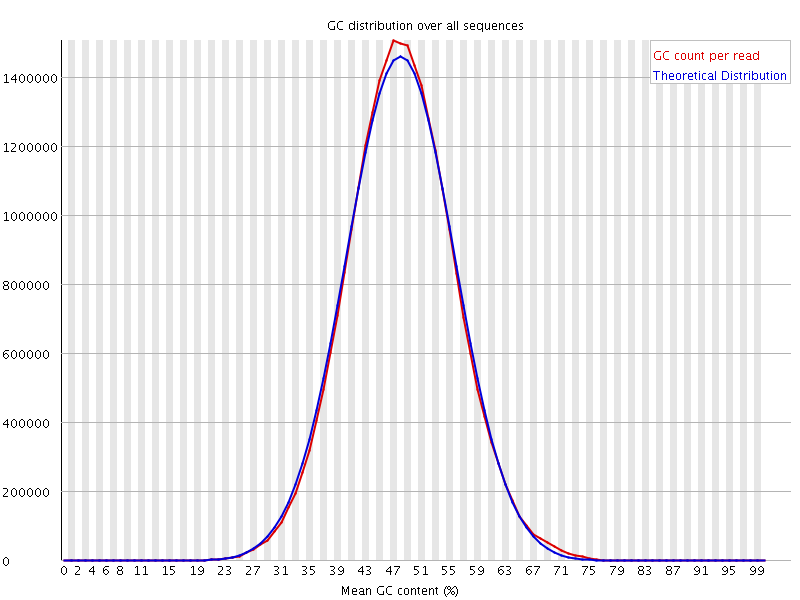 GC distribution over all sequences
GC count per read
Theoretical Distribution
1400000
1200000
1000000
800000
600000
400000
200000
0
0 2 4 6 8 11 15 19 23 27 31 35 39 43 47 51 55 59 63 67 71 75 79 83 87 91 95 99
Mean GC content (%)